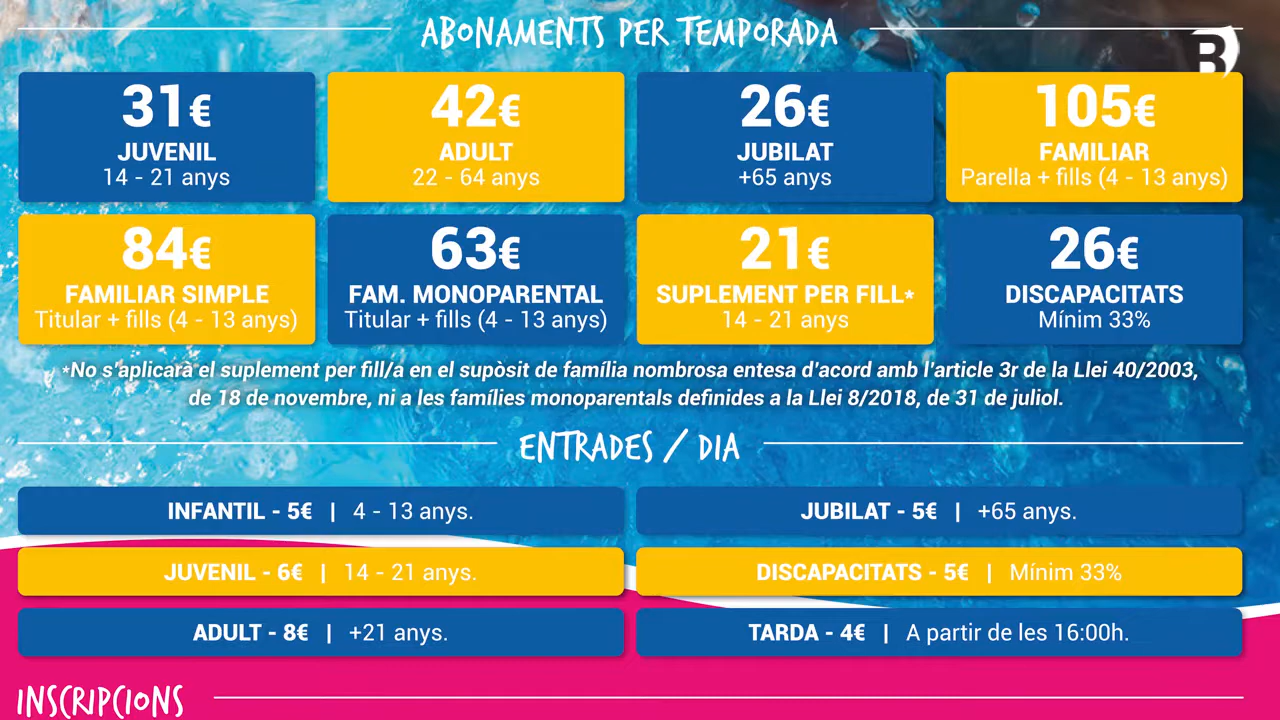 ABONAMENTS PER TEMPORADA
B
31€
JUVENIL
14 - 21 anys
42€
ADULT
22 - 64 anys
26€
JUBILAT
+65 anys
105€
FAMILIAR
Parella + fills (4 - 13 anys)
84€
FAMILIAR SIMPLE
Titular + fills (4 - 13 anys)
63€
FAM. MONOPARENTAL
Titular + fills (4 - 13 anys)
21€
SUPLEMENT PER FILL*
14 - 21 anys
26€
DISCAPACITATS
Mínim 33%
*No s'aplicarà el suplement per fill/a en el supòsit de família nombrosa entesa d'acord amb l'article 3r de la Llei 40/2003,
de 18 de novembre, ni a les famílies monoparentals definides a la Llei 8/2018, de 31 de juliol.
ENTRADES / DIA
INFANTIL - 5€ | 4 - 13 anys.
JUBILAT - 5€ | +65 anys.
JUVENIL - 6€ | 14 - 21 anys.
DISCAPACITATS - 5€ | Mínim 33%
ADULT - 8€ | +21 anys.
TARDA - 4€ | A partir de les 16:00h.
INSCRIPCIONS